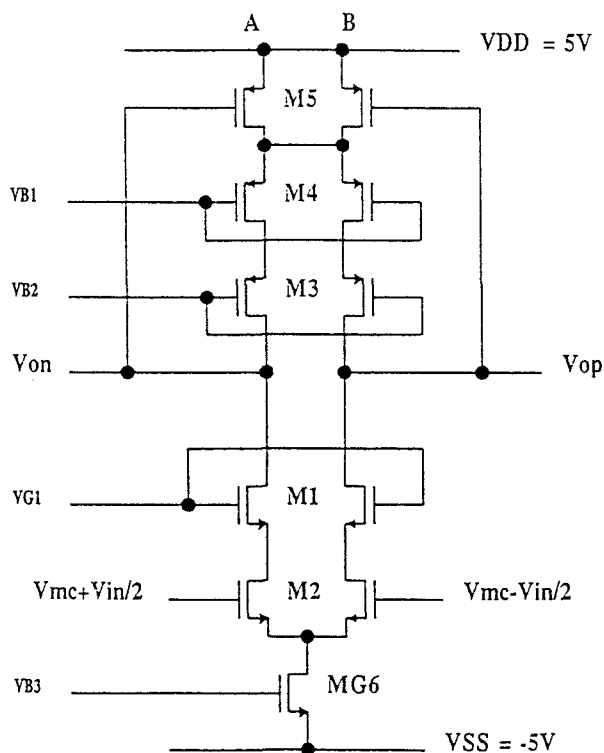 A B
VDD = 5V
M5
VB1
M4
VB2
M3
Von
Vop
VG1
M1
Vmc+Vin/2
M2
Vmc-Vin/2
VB3
MG6
VSS = -5V